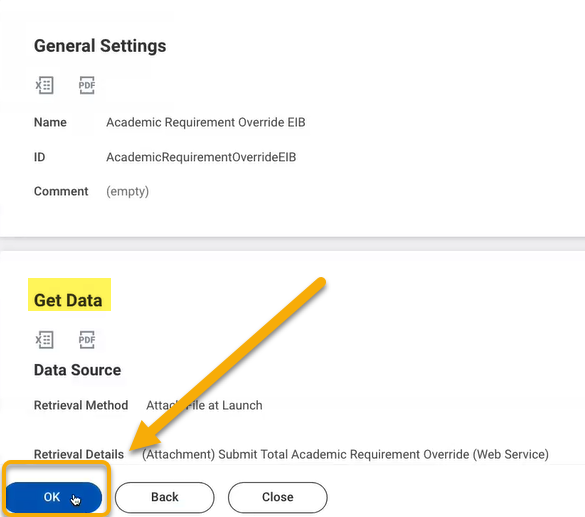 General Settings
PDF
Name Academic Requirement Override EIB
ID AcademicRequirementOverrideEIB
Comment (empty)
Get Data
PDF
Data Source
Retrieval Method Attach File at Launch
Retrieval Details (Attachment) Submit Total Academic Requirement Override (Web Service)
OK Back Close